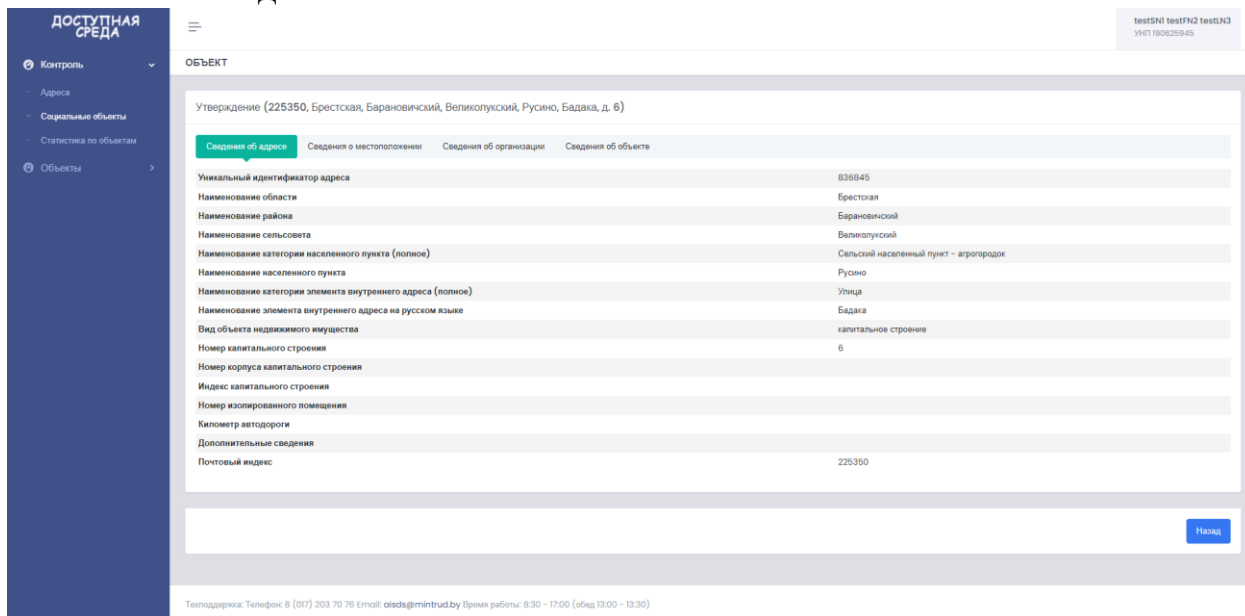 ДОСТУПНАЯ
СРЕДА
testSN1 testFN2 testLN3
УНП 190625945
Контроль
Адреса
Социальные объекты
Статистика по объектам
Объекты
ОБЪЕКТ
Утверждение (225350, Брестская, Барановичский, Великолукский, Русино, Бадака, д. 6)
Сведения об адресе Сведения о местоположении Сведения об организации Сведения об объекте
Уникальный идентификатор адреса 836845
Наименование области Брестская
Наименование района Барановичский
Наименование сельсовета Великолукский
Наименование категории населенного пункта (полное) Сельский населенный пункт - агрогородок
Наименование населенного пункта Русино
Наименование категории элемента внутреннего адреса (полное) Улица
Наименование элемента внутреннего адреса на русском языке Бадака
Вид объекта недвижимого имущества капитальное строение
Номер капитального строения 6
Номер корпуса капитального строения
Индекс капитального строения
Номер изолированного помещения
Километр автодороги
Дополнительные сведения
Почтовый индекс 225350
Назад
Техподдержка: Телефон: 8 (017) 203 70 76 Email: aisds@mintrud.by Время работы: 8:30 - 17:00 (обед 13:00 - 13:30)